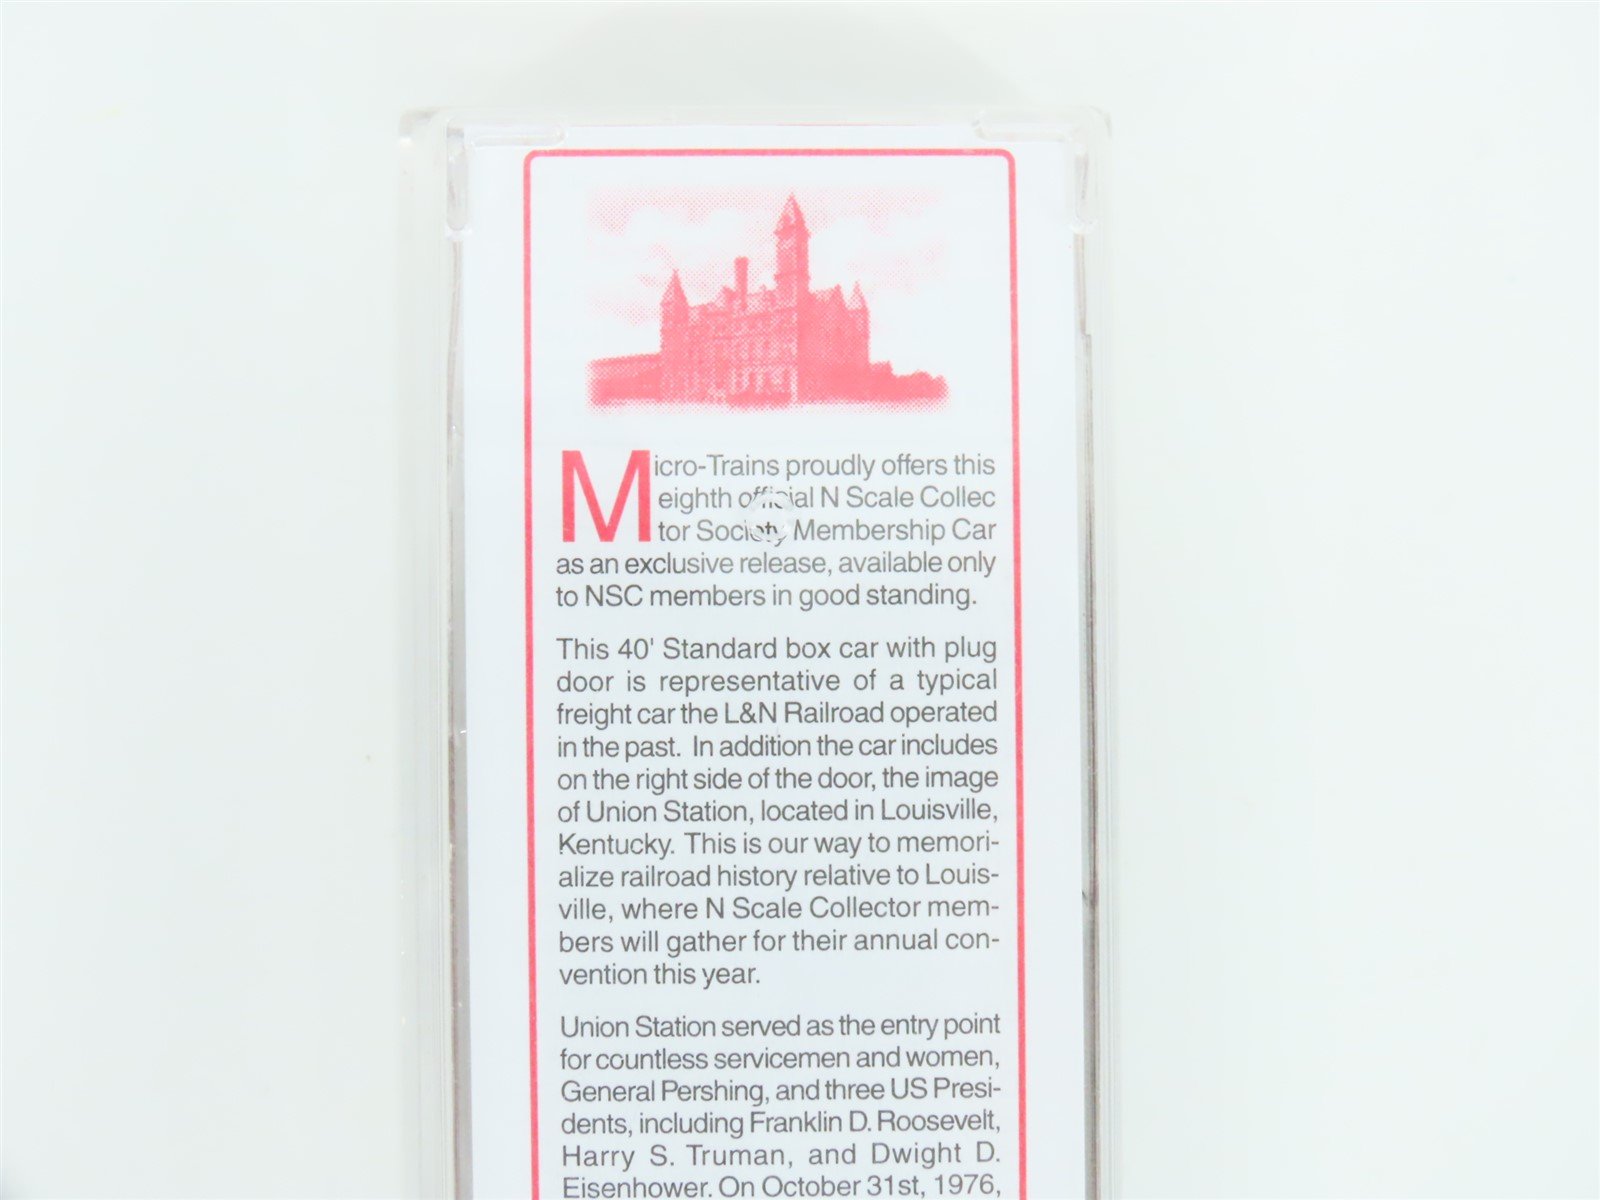 Micro-Trains proudly offers this
eighth official N Scale Collec
tor Society Membership Car
as an exclusive release, available only
to NSC members in good standing.
This 40' Standard box car with plug
door is representative of a typical
freight car the L&N Railroad operated
in the past. In addition the car includes
on the right side of the door, the image
of Union Station, located in Louisville,
Kentucky. This is our way to memori-
alize railroad history relative to Louis-
ville, where N Scale Collector mem-
bers will gather for their annual con-
vention this year.
Union Station served as the entry point
for countless servicemen and women,
General Pershing, and three US Presi-
dents, including Franklin D. Roosevelt,
Harry S. Truman, and Dwight D.
Eisenhower. On October 31st, 1976,